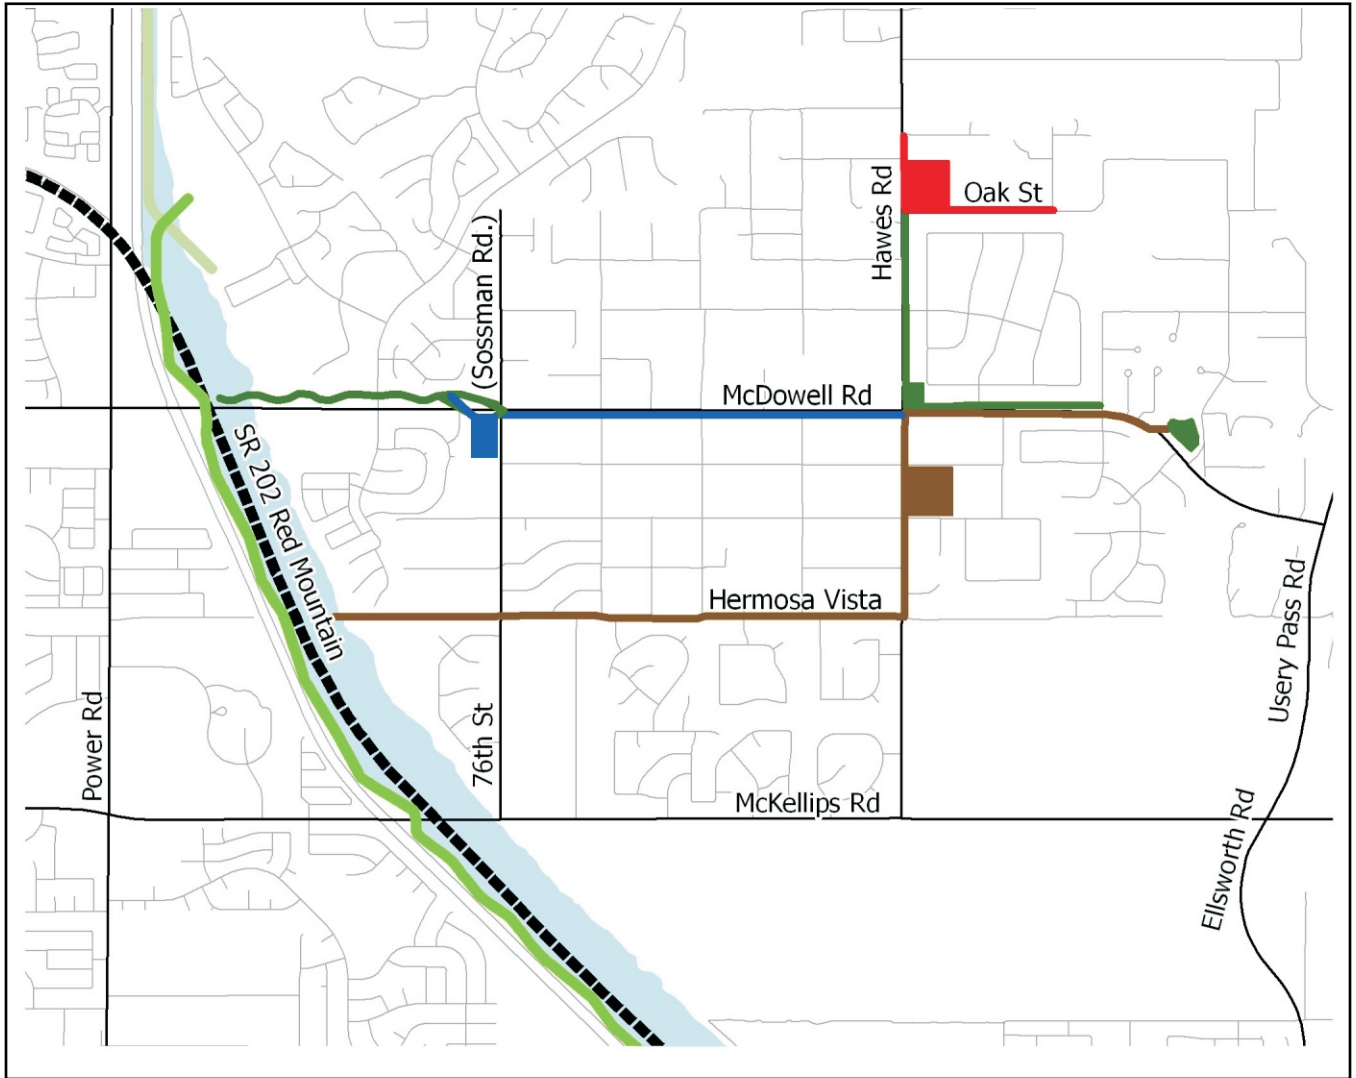 Oak St
Hawes Rd
(Sossman Rd.)
McDowell Rd
SR 202 Red Mountain
Hermosa Vista
Usery Pass Rd
Power Rd
76th St
McKellips Rd
Ellsworth Rd